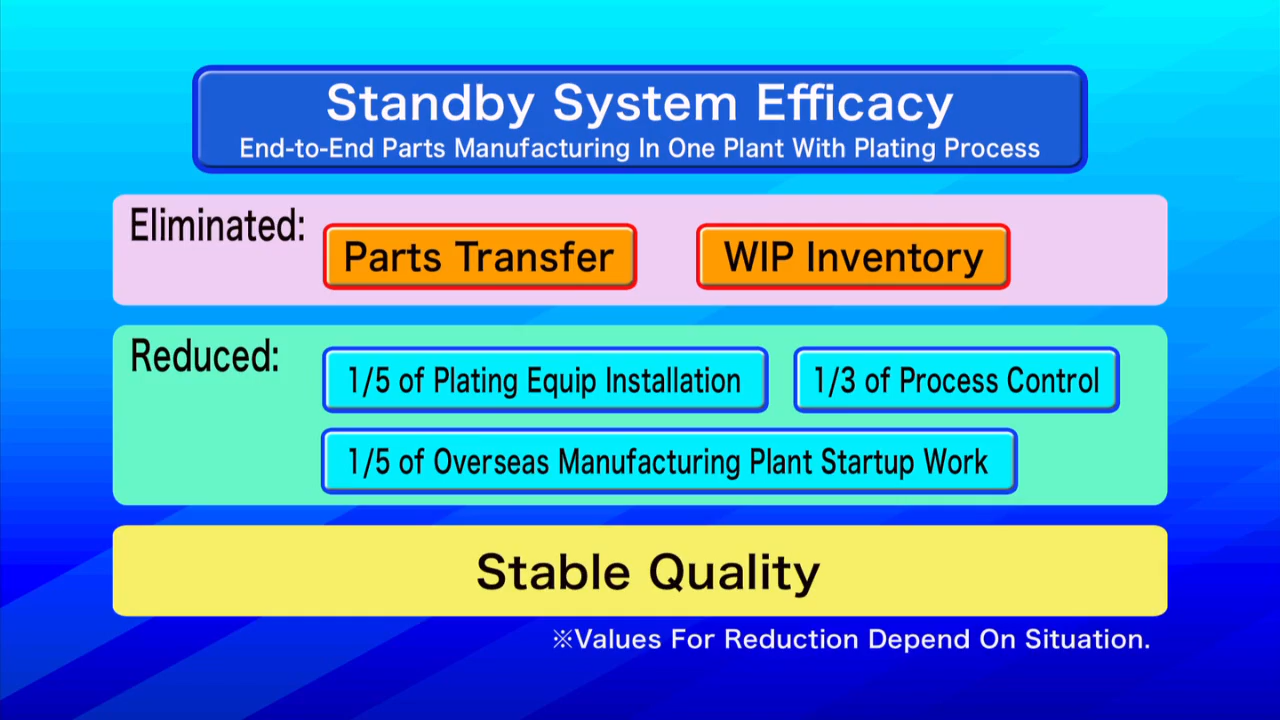 Standby System Efficacy
End-to-End Parts Manufacturing In One Plant With Plating Process
Eliminated:
Parts Transfer
WIP Inventory
Reduced:
1/5 of Plating Equip Installation
1/3 of Process Control
1/5 of Overseas Manufacturing Plant Startup Work
Stable Quality
※Values For Reduction Depend On Situation.